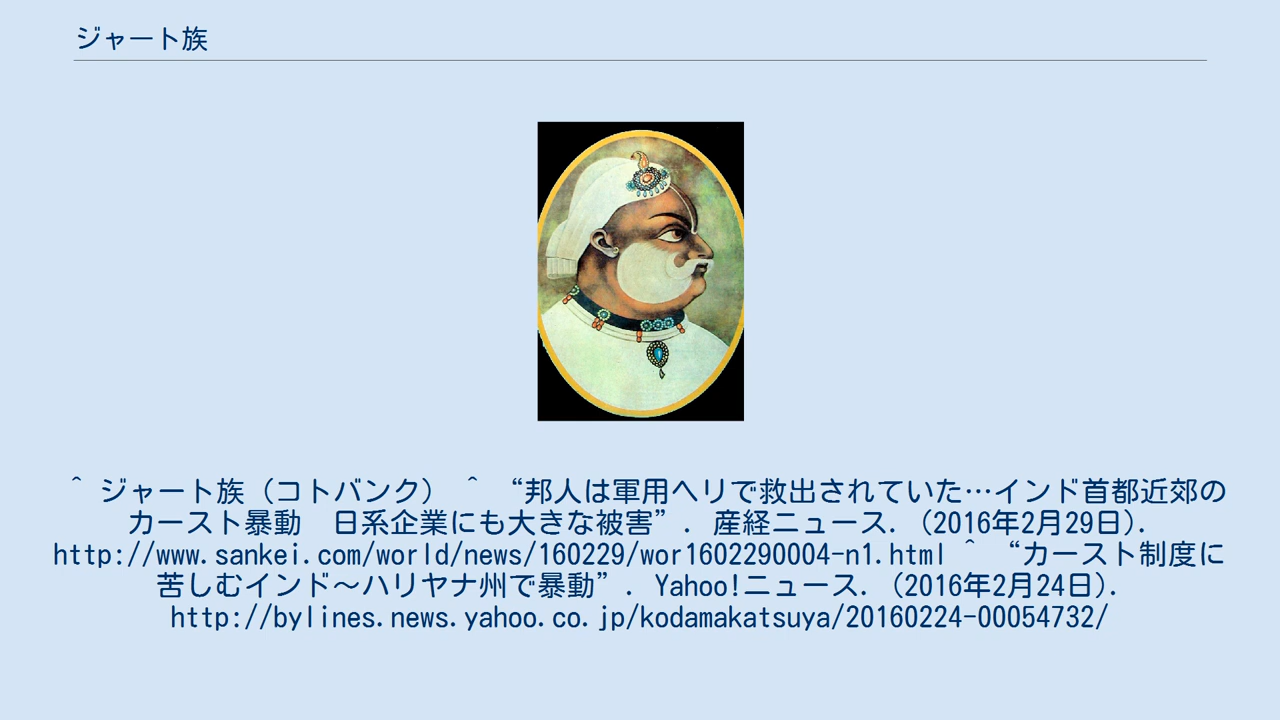 ジャート族
^ ジャート族（コトバンク） ^ “邦人は軍用ヘリで救出されていた…インド首都近郊の
カースト暴動　日系企業にも大きな被害”. 産経ニュース. (2016年2月29日).
http://www.sankei.com/world/news/160229/wor1602290004-n1.html ^ “カースト制度に
苦しむインド～ハリヤナ州で暴動”. Yahoo!ニュース. (2016年2月24日).
http://bylines.news.yahoo.co.jp/kodamakatsuya/20160224-00054732/